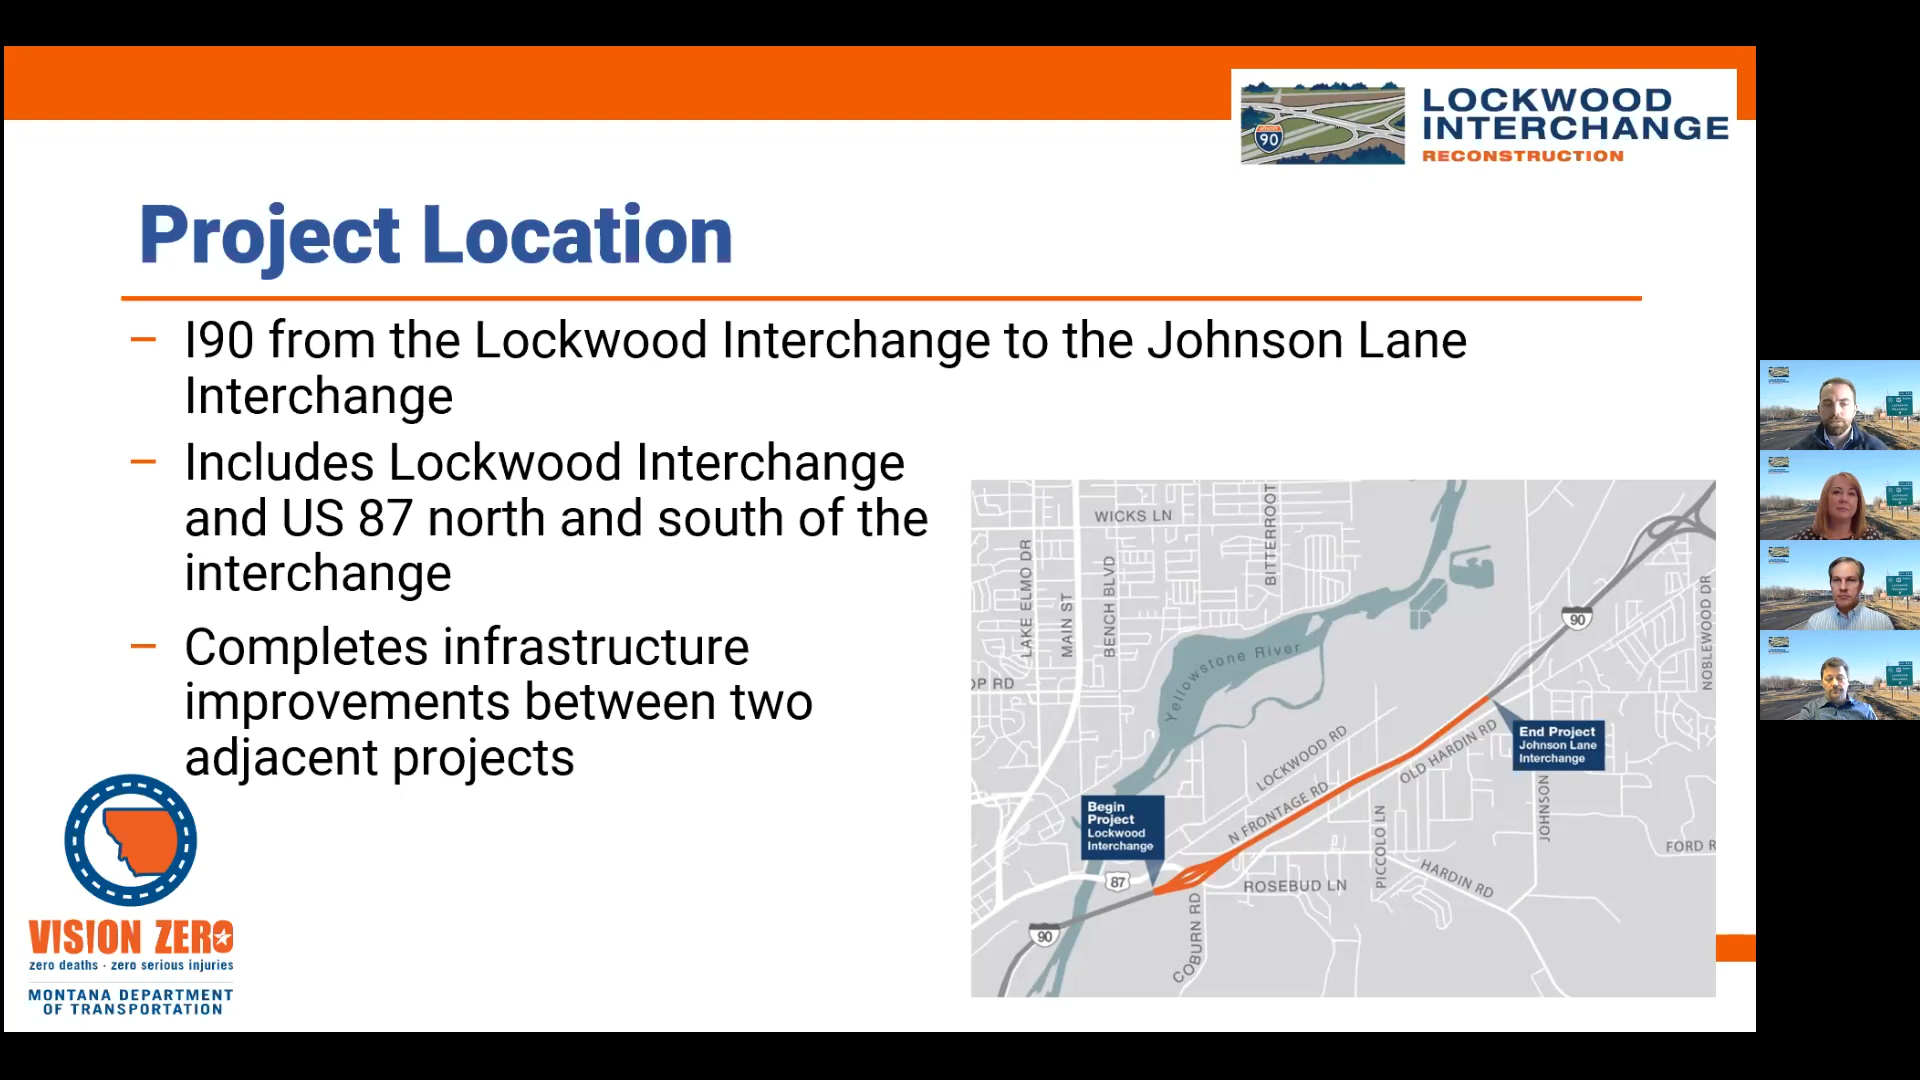 90
LOCKWOOD
INTERCHANGE
RECONSTRUCTION
Project Location
– I90 from the Lockwood Interchange to the Johnson Lane
Interchange
– Includes Lockwood Interchange
and US 87 north and south of the
interchange
– Completes infrastructure
improvements between two
adjacent projects
WICKS LN
BITTERROOT
LAKE ELMO DR
MAIN ST
BENCH BLVD
NOBLEWOOD DR
90
Yellowstone River
OP RD
LOCKWOOD RD
End Project
Johnson Lane
Interchange
OLD HARDIN RD
N FRONTAGE RD
Begin
Project
Lockwood
Interchange
JOHNSON
PICCOLO LN
FORD R
87
ROSEBUD LN
HARDIN RD
COBURN RD
90
VISION ZERO
zero deaths · zero serious injuries
MONTANA DEPARTMENT
OF TRANSPORTATION